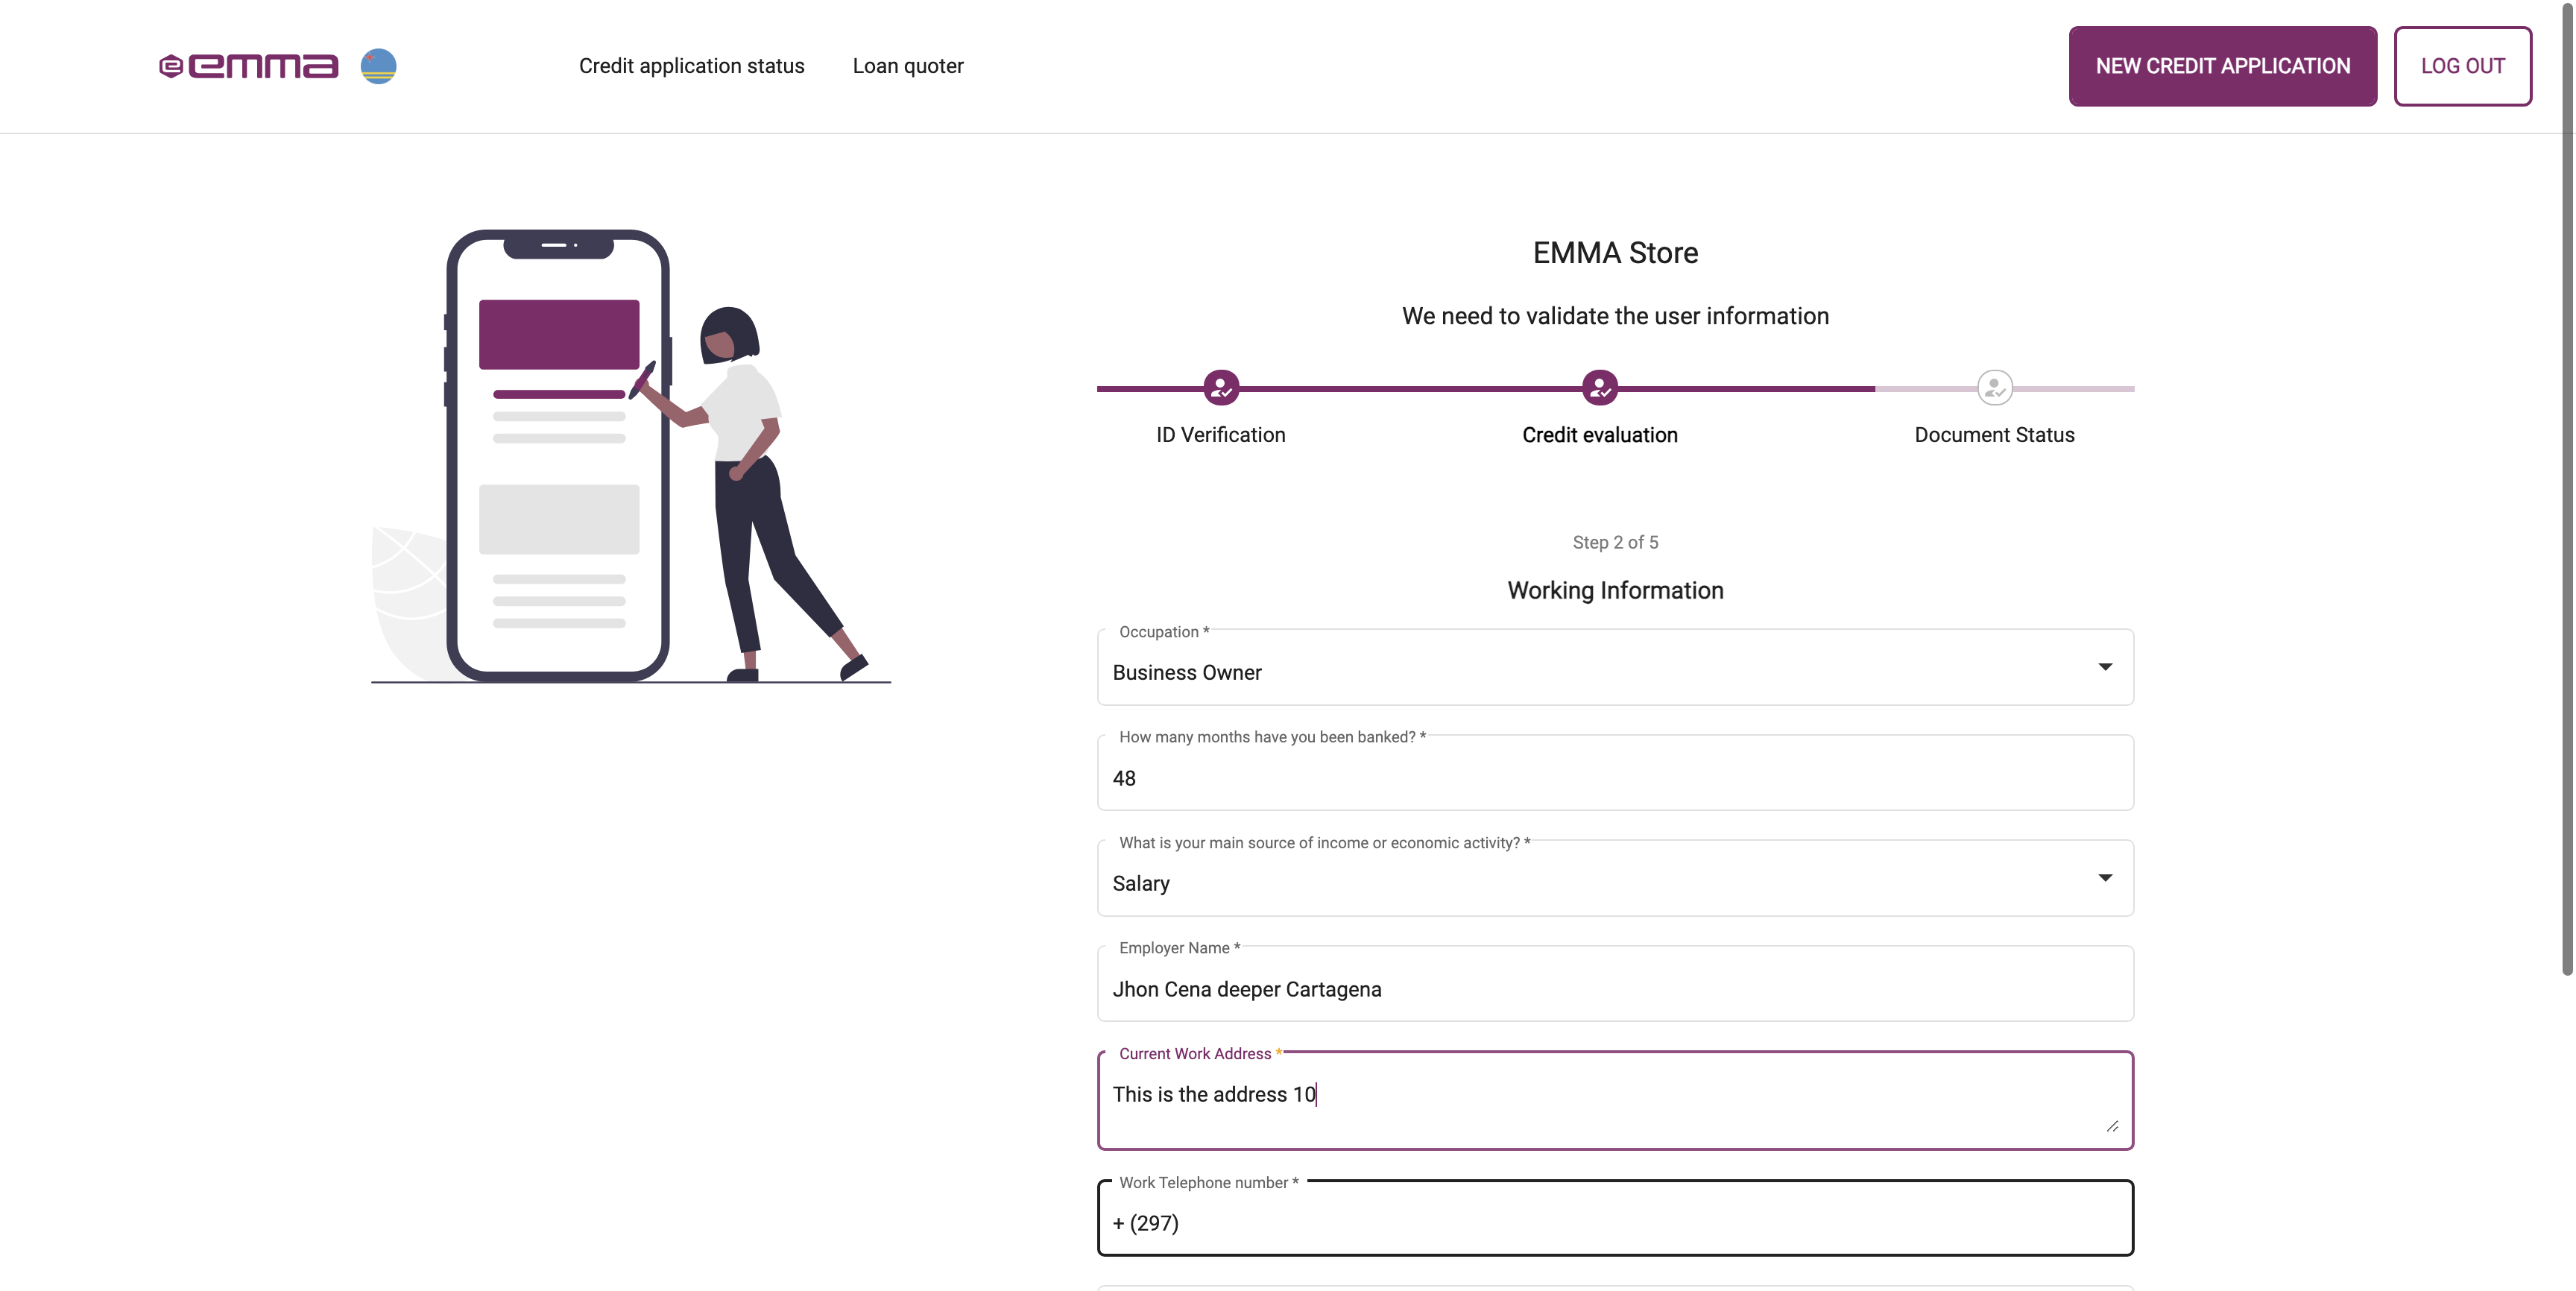 emma
Credit application status
Loan quoter
NEW CREDIT APPLICATION
LOG OUT
EMMA Store
We need to validate the user information
ID Verification
Credit evaluation
Document Status
Step 2 of 5
Working Information
Occupation *
Business Owner
How many months have you been banked? *
48
What is your main source of income or economic activity? *
Salary
Employer Name *
Jhon Cena deeper Cartagena
Current Work Address *
This is the address 10
Work Telephone number *
+ (297)